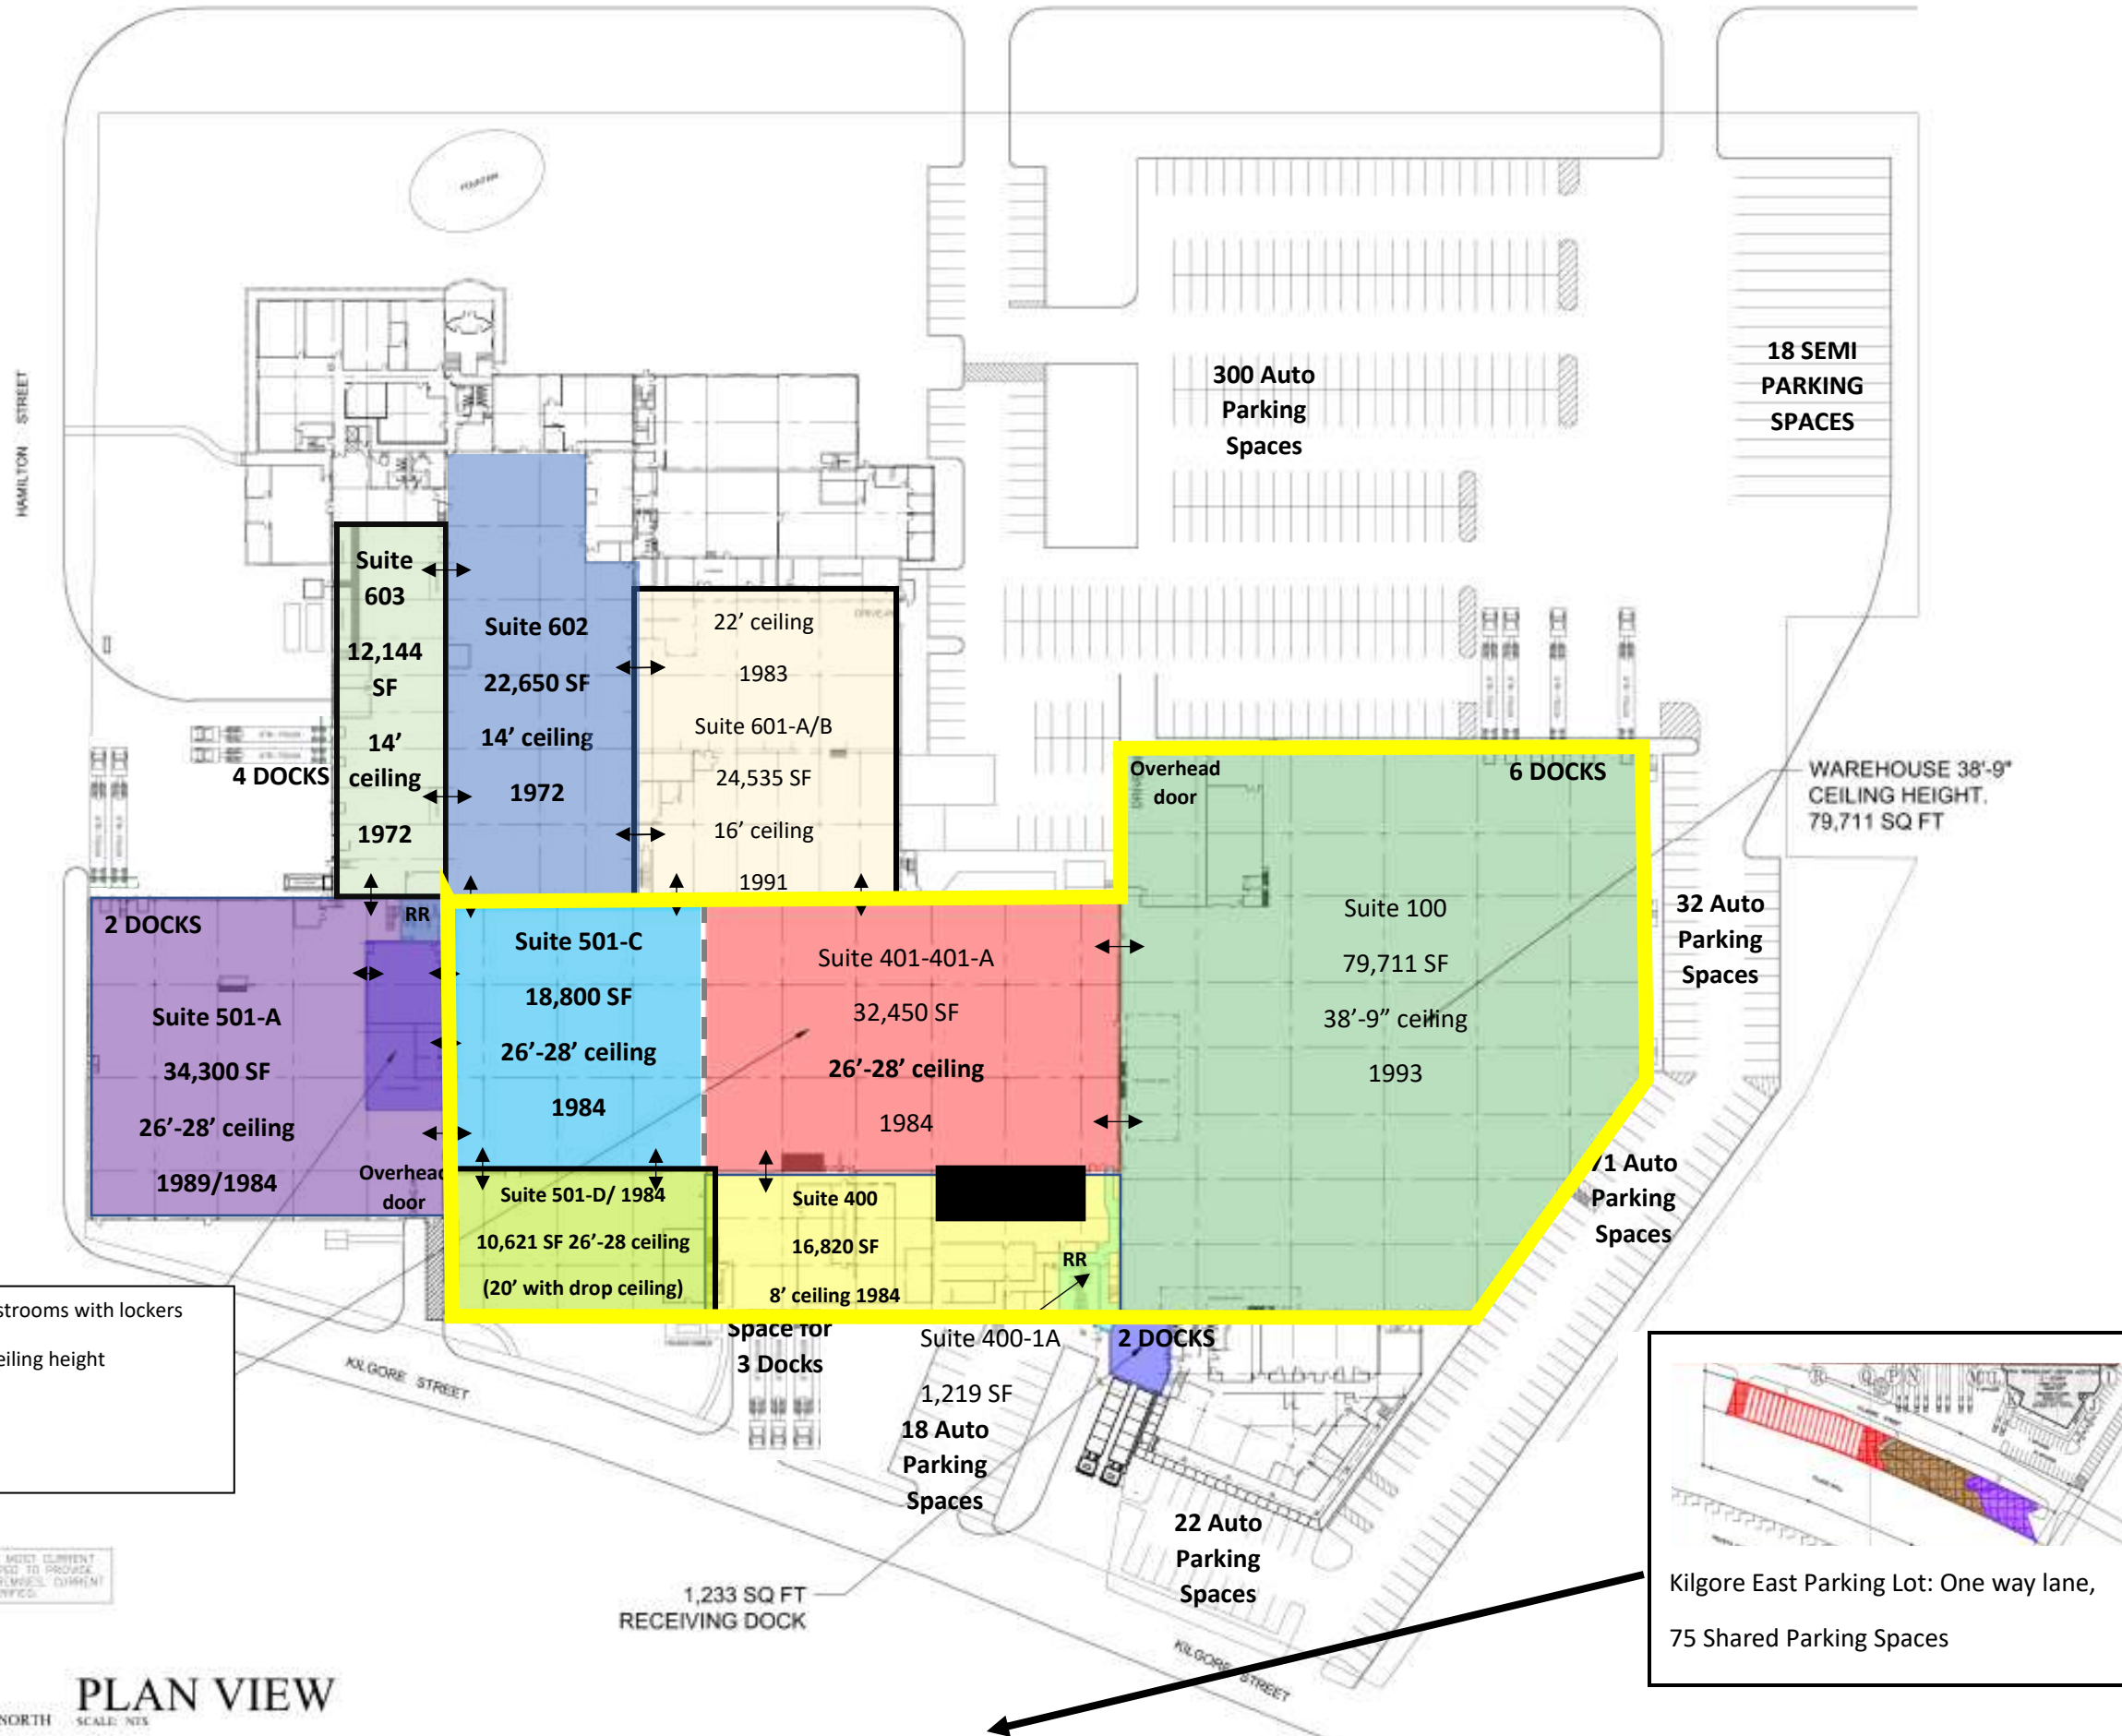 HAMILTON STREET
FOUNTAIN
300 Auto
Parking
Spaces
18 SEMI
PARKING
SPACES
Suite
603
12,144
SF
14'
ceiling
1972
Suite 602
22,650 SF
14' ceiling
1972
22' ceiling
1983
Suite 601-A/B
24,535 SF
16' ceiling
1991
4 DOCKS
Overhead
door
6 DOCKS
WAREHOUSE 38'-9"
CEILING HEIGHT.
79,711 SQ FT
2 DOCKS
RR
Suite 501-A
34,300 SF
26'-28' ceiling
1989/1984
Overhead
door
Suite 501-C
18,800 SF
26'-28' ceiling
1984
Suite 401-401-A
32,450 SF
26'-28' ceiling
1984
Suite 100
79,711 SF
38'-9" ceiling
1993
32 Auto
Parking
Spaces
71 Auto
Parking
Spaces
Suite 501-D/ 1984
10,621 SF 26'-28 ceiling
(20' with drop ceiling)
Suite 400
16,820 SF
8' ceiling 1984
RR
strooms with lockers
eiling height
KILGORE STREET
Space for
3 Docks
Suite 400-1A
1,219 SF
2 DOCKS
18 Auto
Parking
Spaces
22 Auto
Parking
Spaces
1,233 SQ FT
RECEIVING DOCK
KILGORE STREET
Kilgore East Parking Lot: One way lane,
75 Shared Parking Spaces
MOST CURRENT
TO PROVIDE
CURRENT
PLAN VIEW
NORTH SCALE: NTS